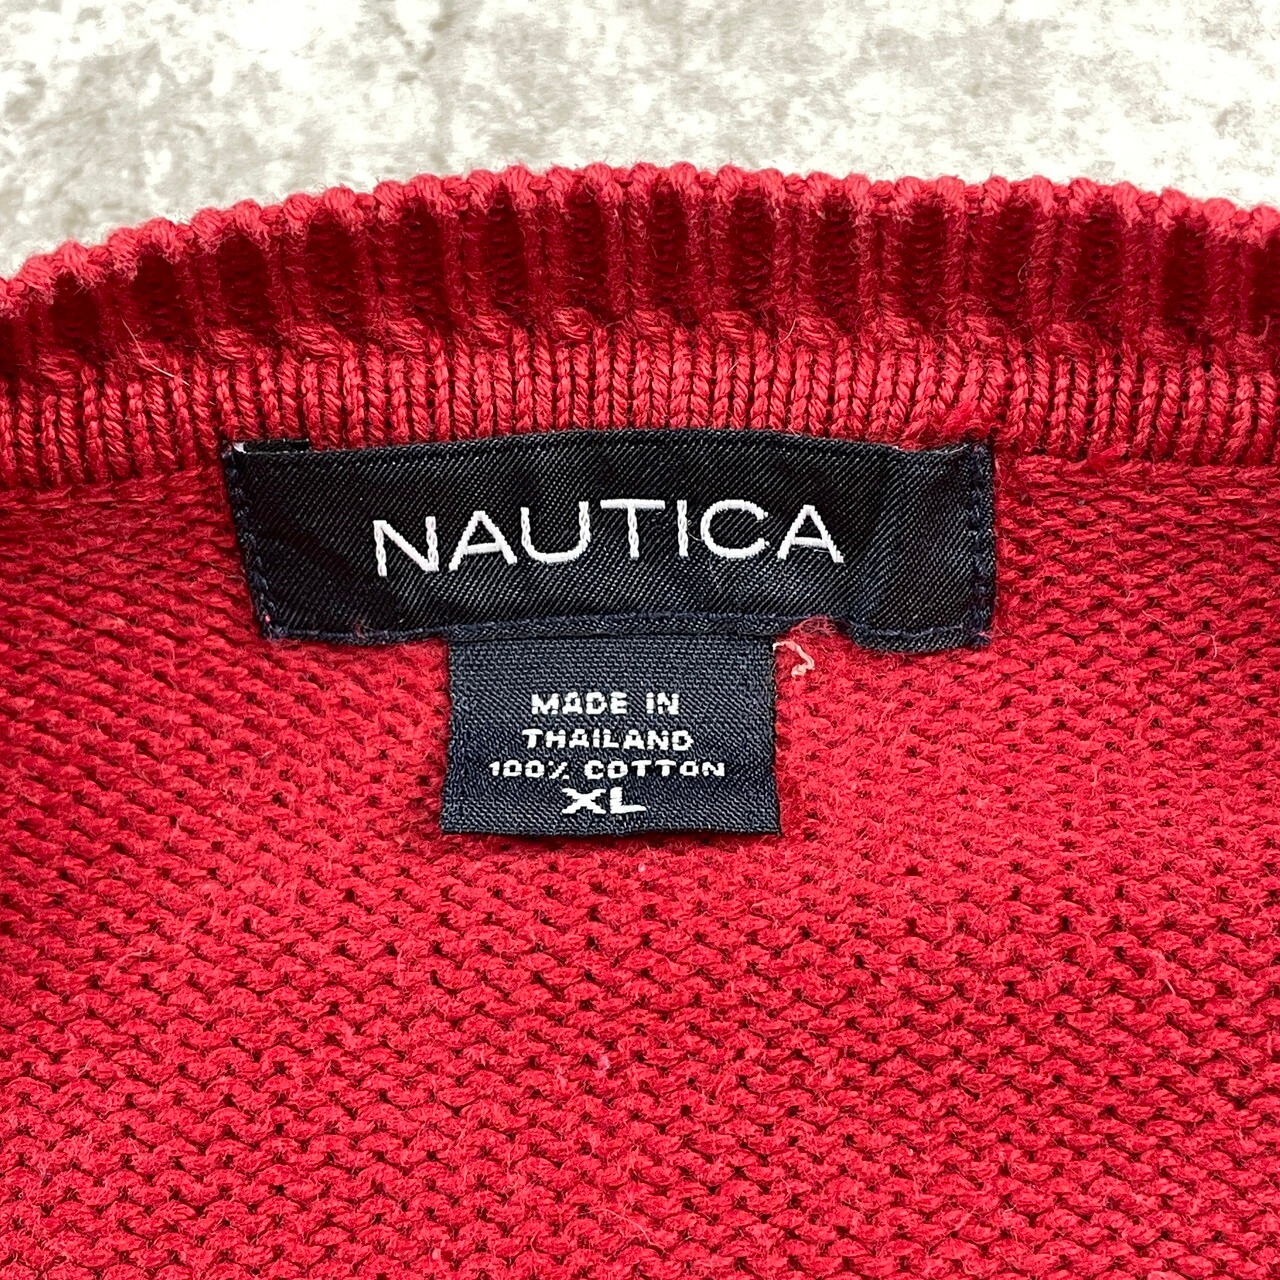 NAUTICA
MADE IN
THAILAND
100% COTTON
XL